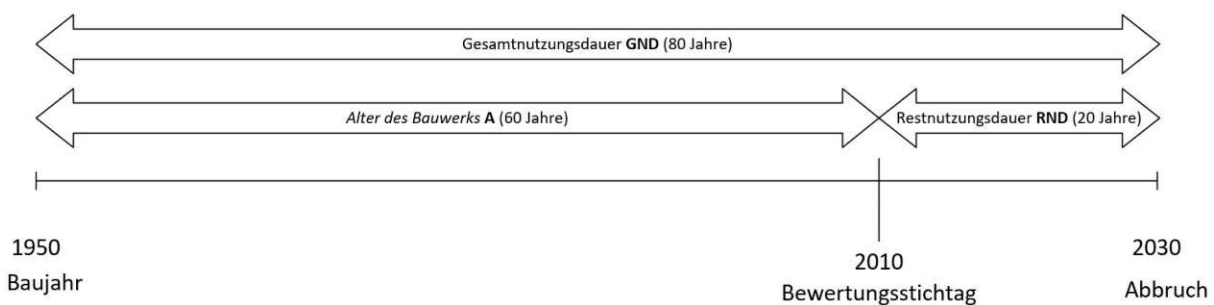 Gesamtnutzungsdauer GND (80 Jahre)
Alter des Bauwerks A (60 Jahre)
Restnutzungsdauer RND (20 Jahre)
1950
Baujahr
2010
Bewertungsstichtag
2030
Abbruch